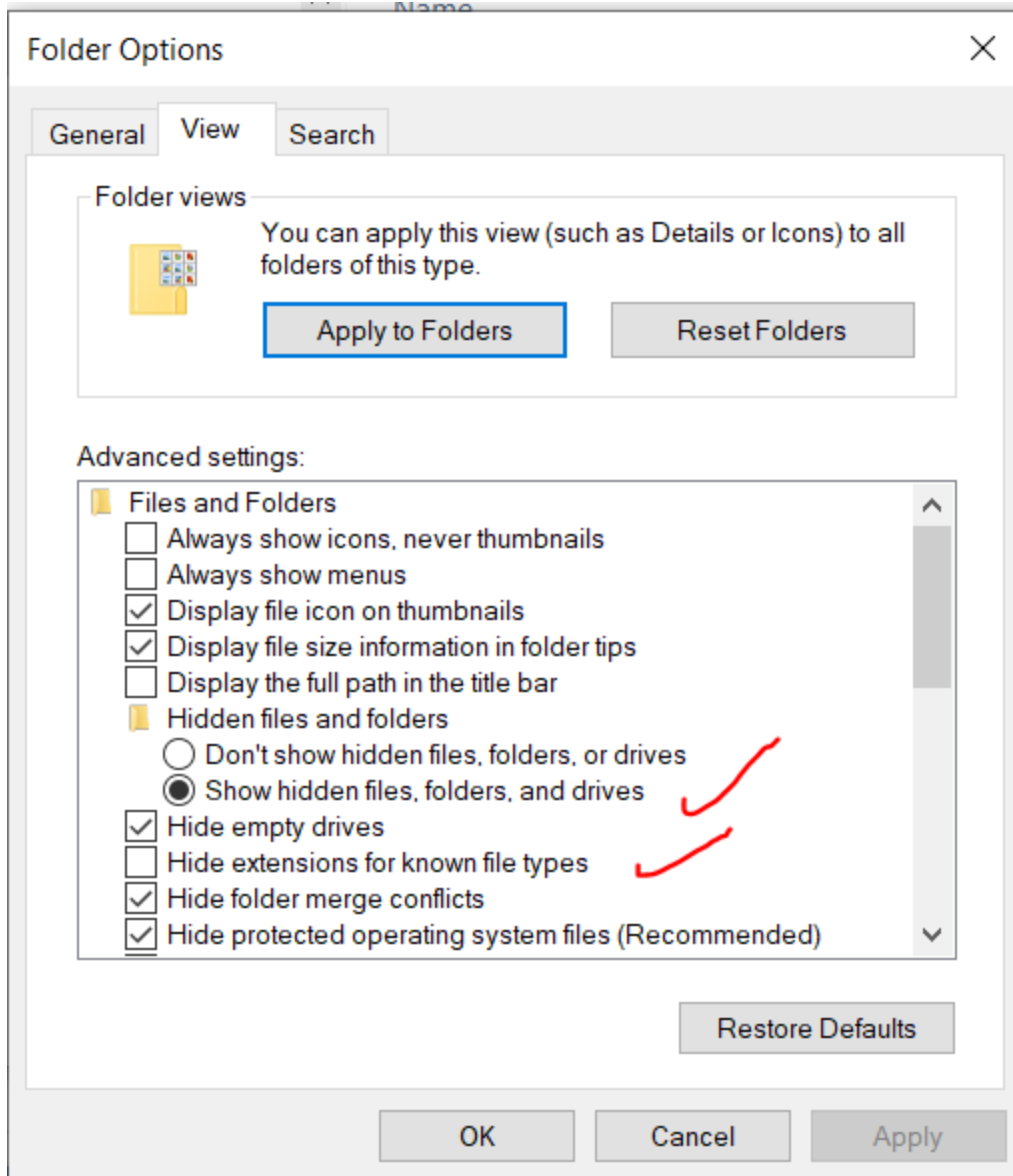 Name
Folder Options
General View Search
Folder views
You can apply this view (such as Details or Icons) to all
folders of this type.
Apply to Folders Reset Folders
Advanced settings:
Files and Folders
Always show icons, never thumbnails
Always show menus
Display file icon on thumbnails
Display file size information in folder tips
Display the full path in the title bar
Hidden files and folders
Don't show hidden files, folders, or drives
Show hidden files, folders, and drives
Hide empty drives
Hide extensions for known file types
Hide folder merge conflicts
Hide protected operating system files (Recommended)
Restore Defaults
OK Cancel Apply